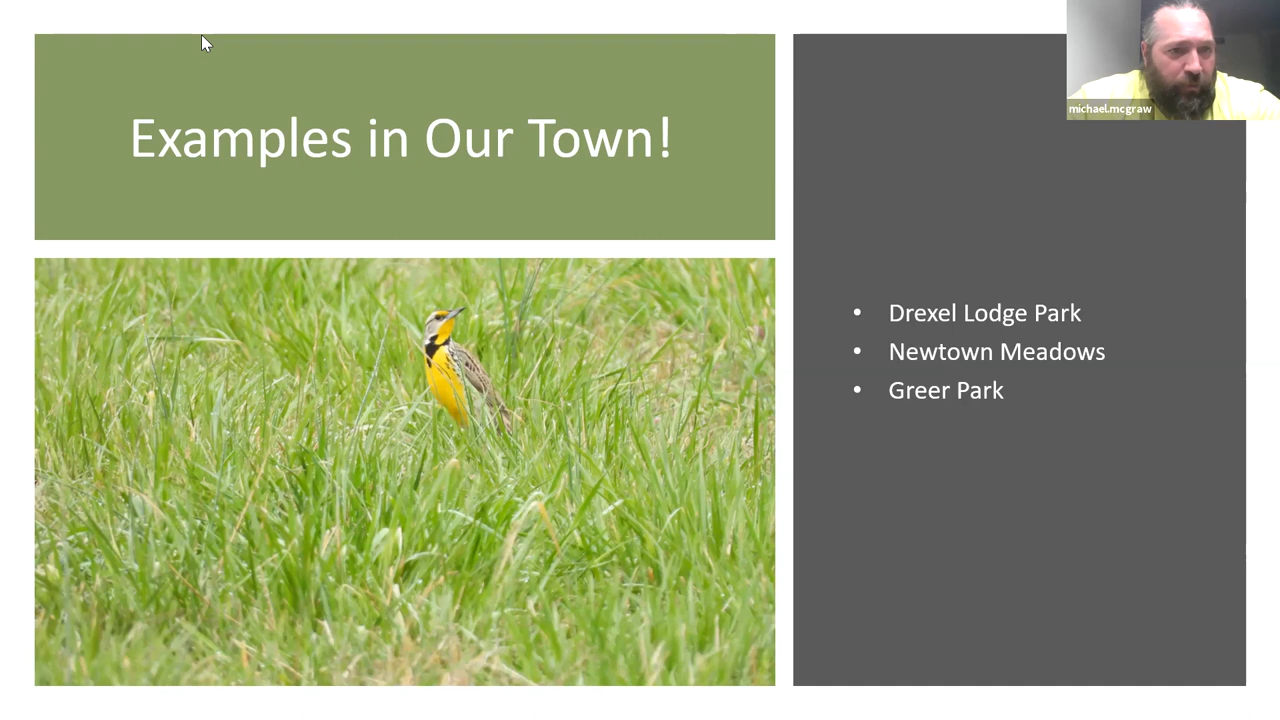 Examples in Our Town!
michael.mcgraw
• Drexel Lodge Park
• Newtown Meadows
• Greer Park